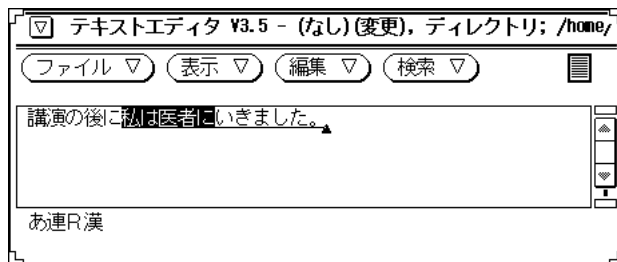 テキストエディタ V3.5 - (なし)(変更), ディレクトリ; /home/
ファイル ▽ 表示 ▽ 編集 ▽ 検索 ▽
講演の後に私は医者にいきました。
あ連R漢